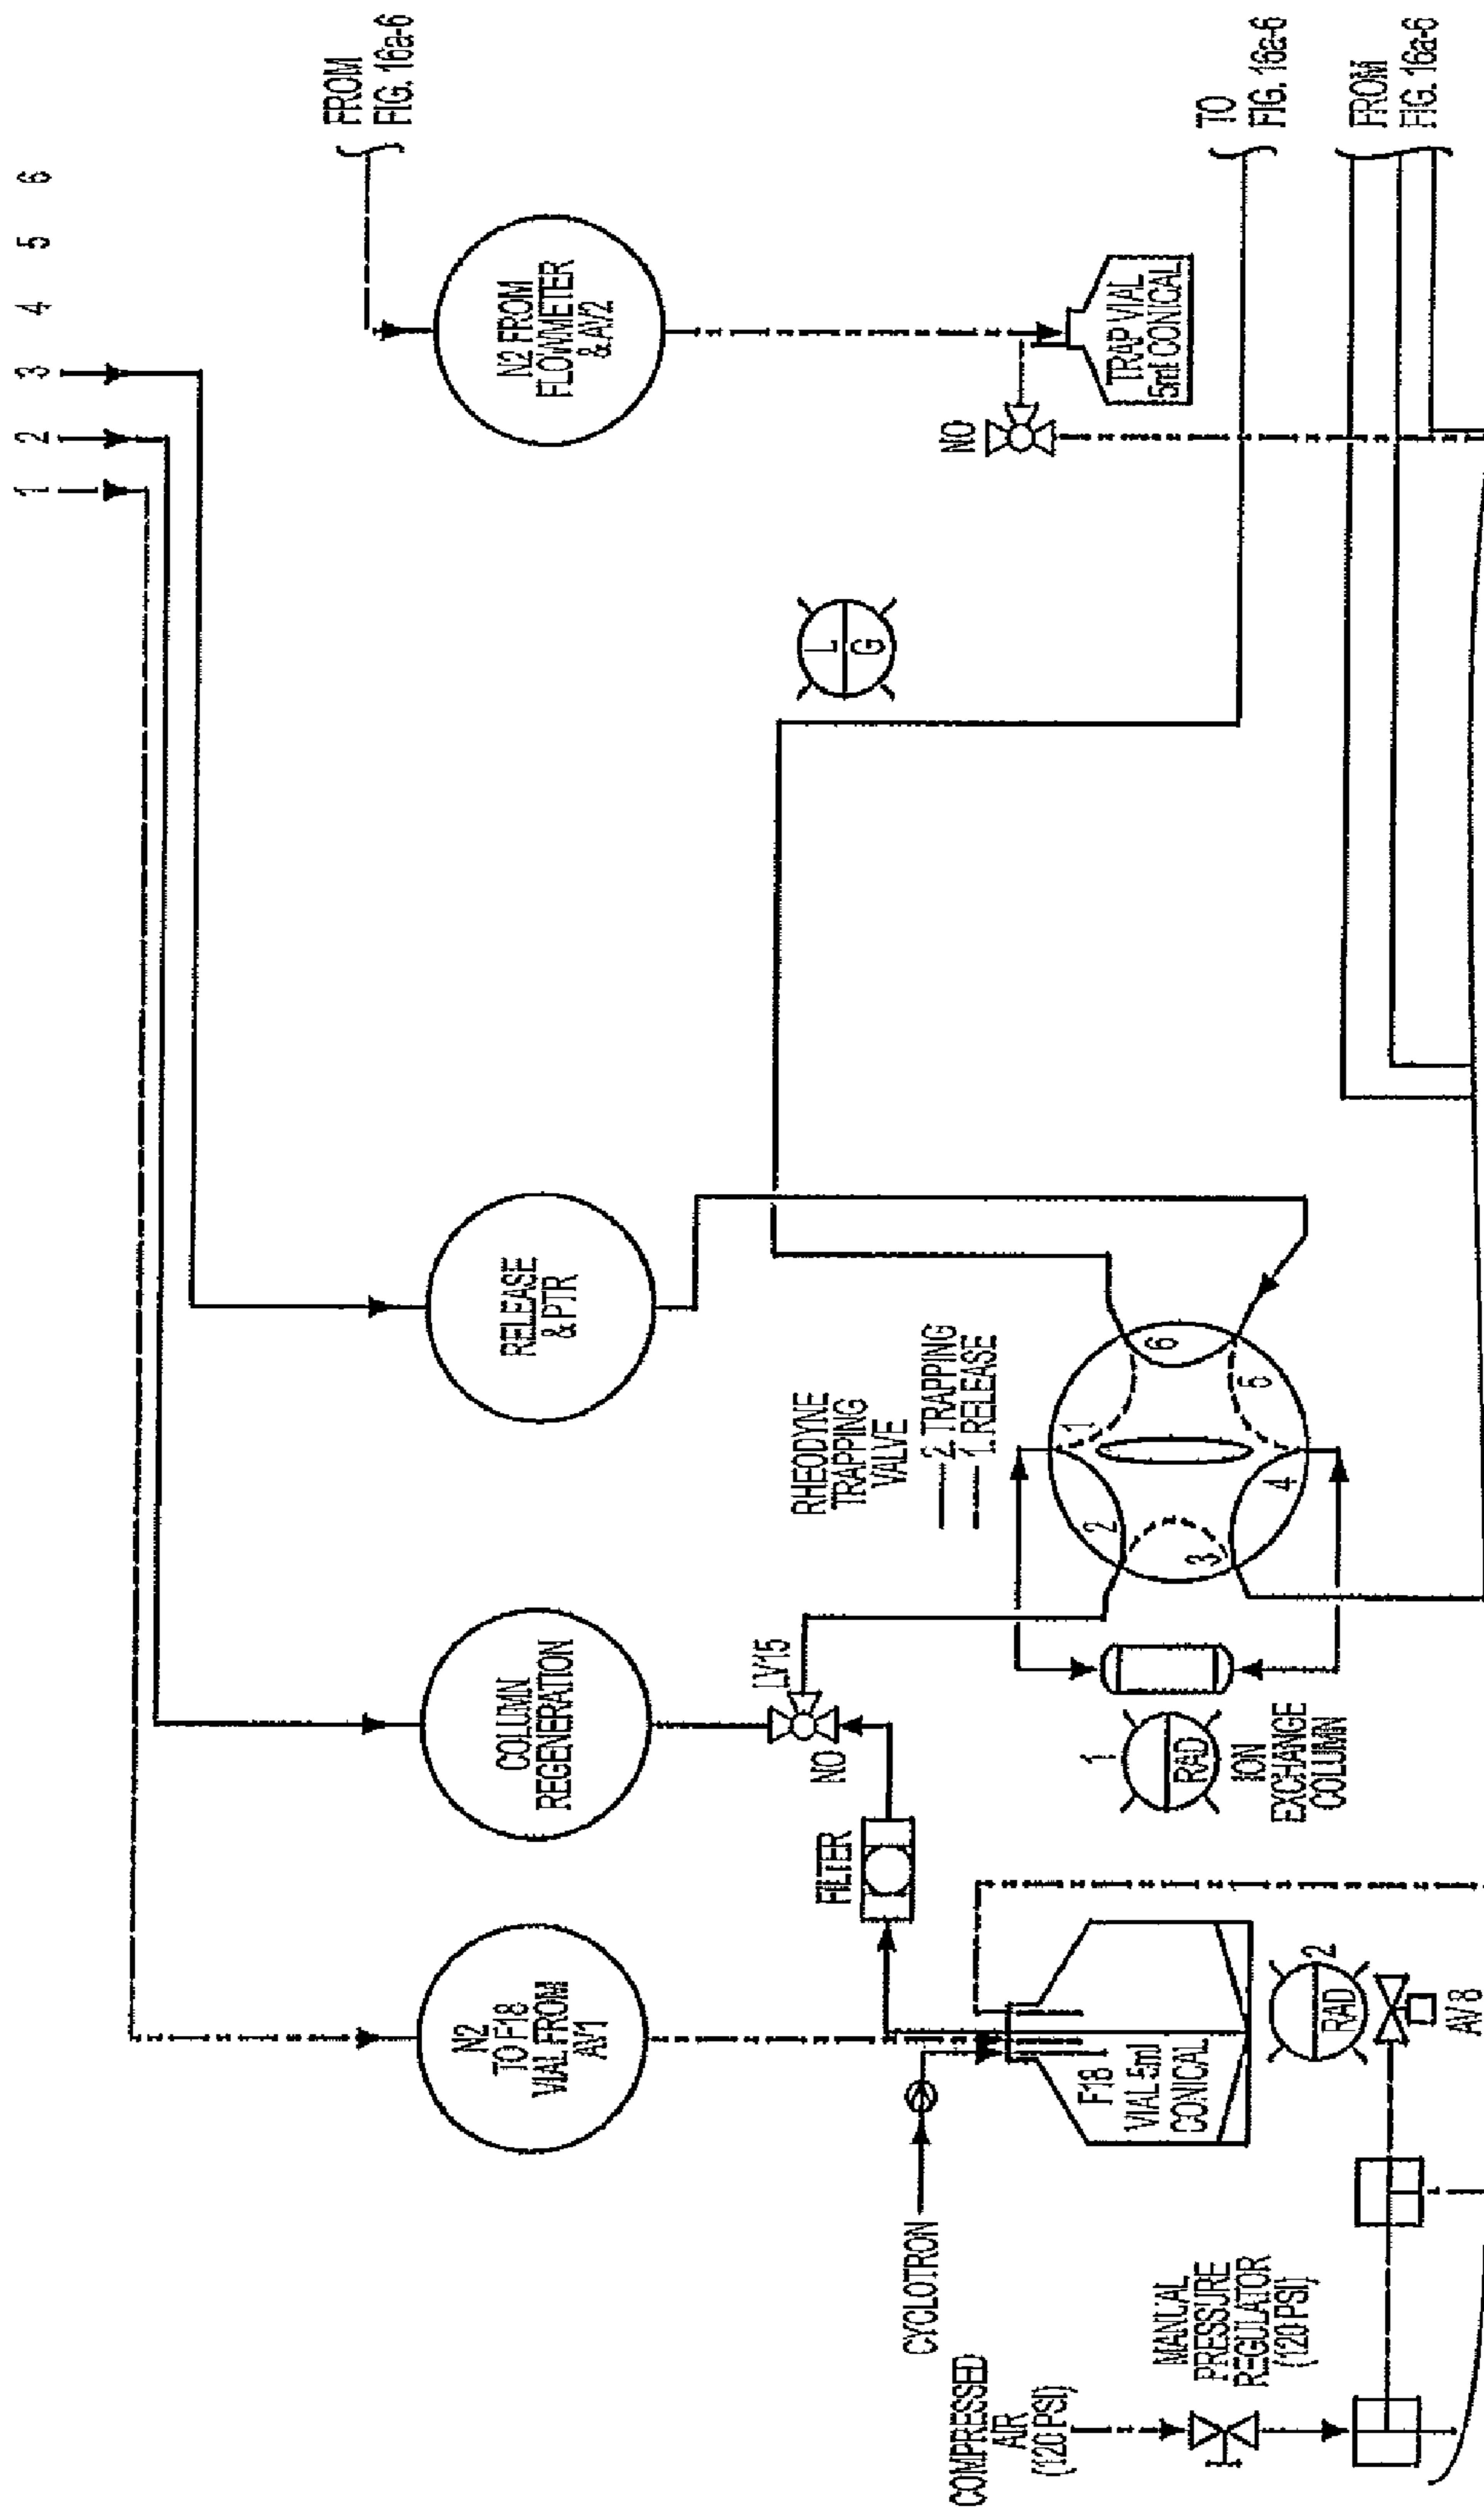 1
2
3
4
5
6
FROM
FIG. 16a-6
N2
TO F18
VIAL FROM
AV1
COLUMN
REGENERATION
RELEASE
& PTR
N2 FROM
FLOWMETER
& AV2
LV15
NO
FILTER
RHEODYNE
TRAPPING
VALVE
2. TRAPPING
1. RELEASE
L
G
NO
TRAP VIAL
5ml CONICAL
CYCLOTRON
F18
VIAL 5ml
CONICAL
1
RAD
ION
EXCHANGE
COLUMN
1
2
3
4
5
6
TO
FIG. 16a-6
FROM
FIG. 16a-6
COMPRESSED
AIR
(120 PSI)
MANUAL
PRESSURE
REGULATOR
(120 PSI)
RAD
2
AV 8